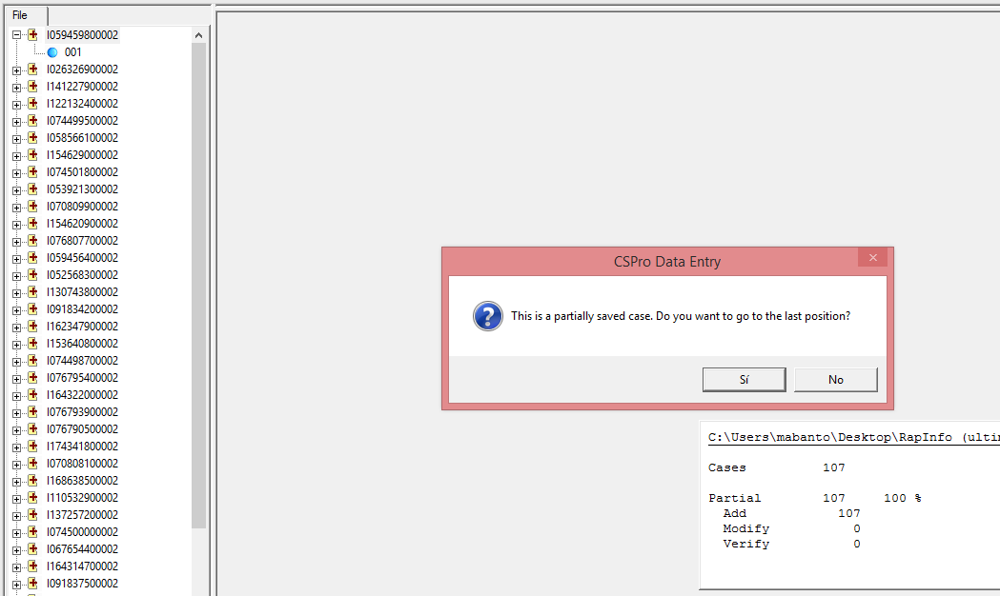 File
I059459800002
001
I026326900002
I141227900002
I122132400002
I074499500002
I058566100002
I154629000002
I074501800002
I053921300002
I070809900002
I154620900002
I076807700002
I059456400002
I052568300002
I130743800002
I091834200002
I162347900002
I153640800002
I074498700002
I076795400002
I164322000002
I076793900002
I076790500002
I174341800002
I070808100002
I168638500002
I110532900002
I137257200002
I074500000002
I067654400002
I164314700002
I091837500002
CSPro Data Entry
This is a partially saved case. Do you want to go to the last position?
Sí
No
C:\Users\mabanto\Desktop\RapInfo (ulti
Cases 107
Partial 107 100 %
Add 107
Modify 0
Verify 0